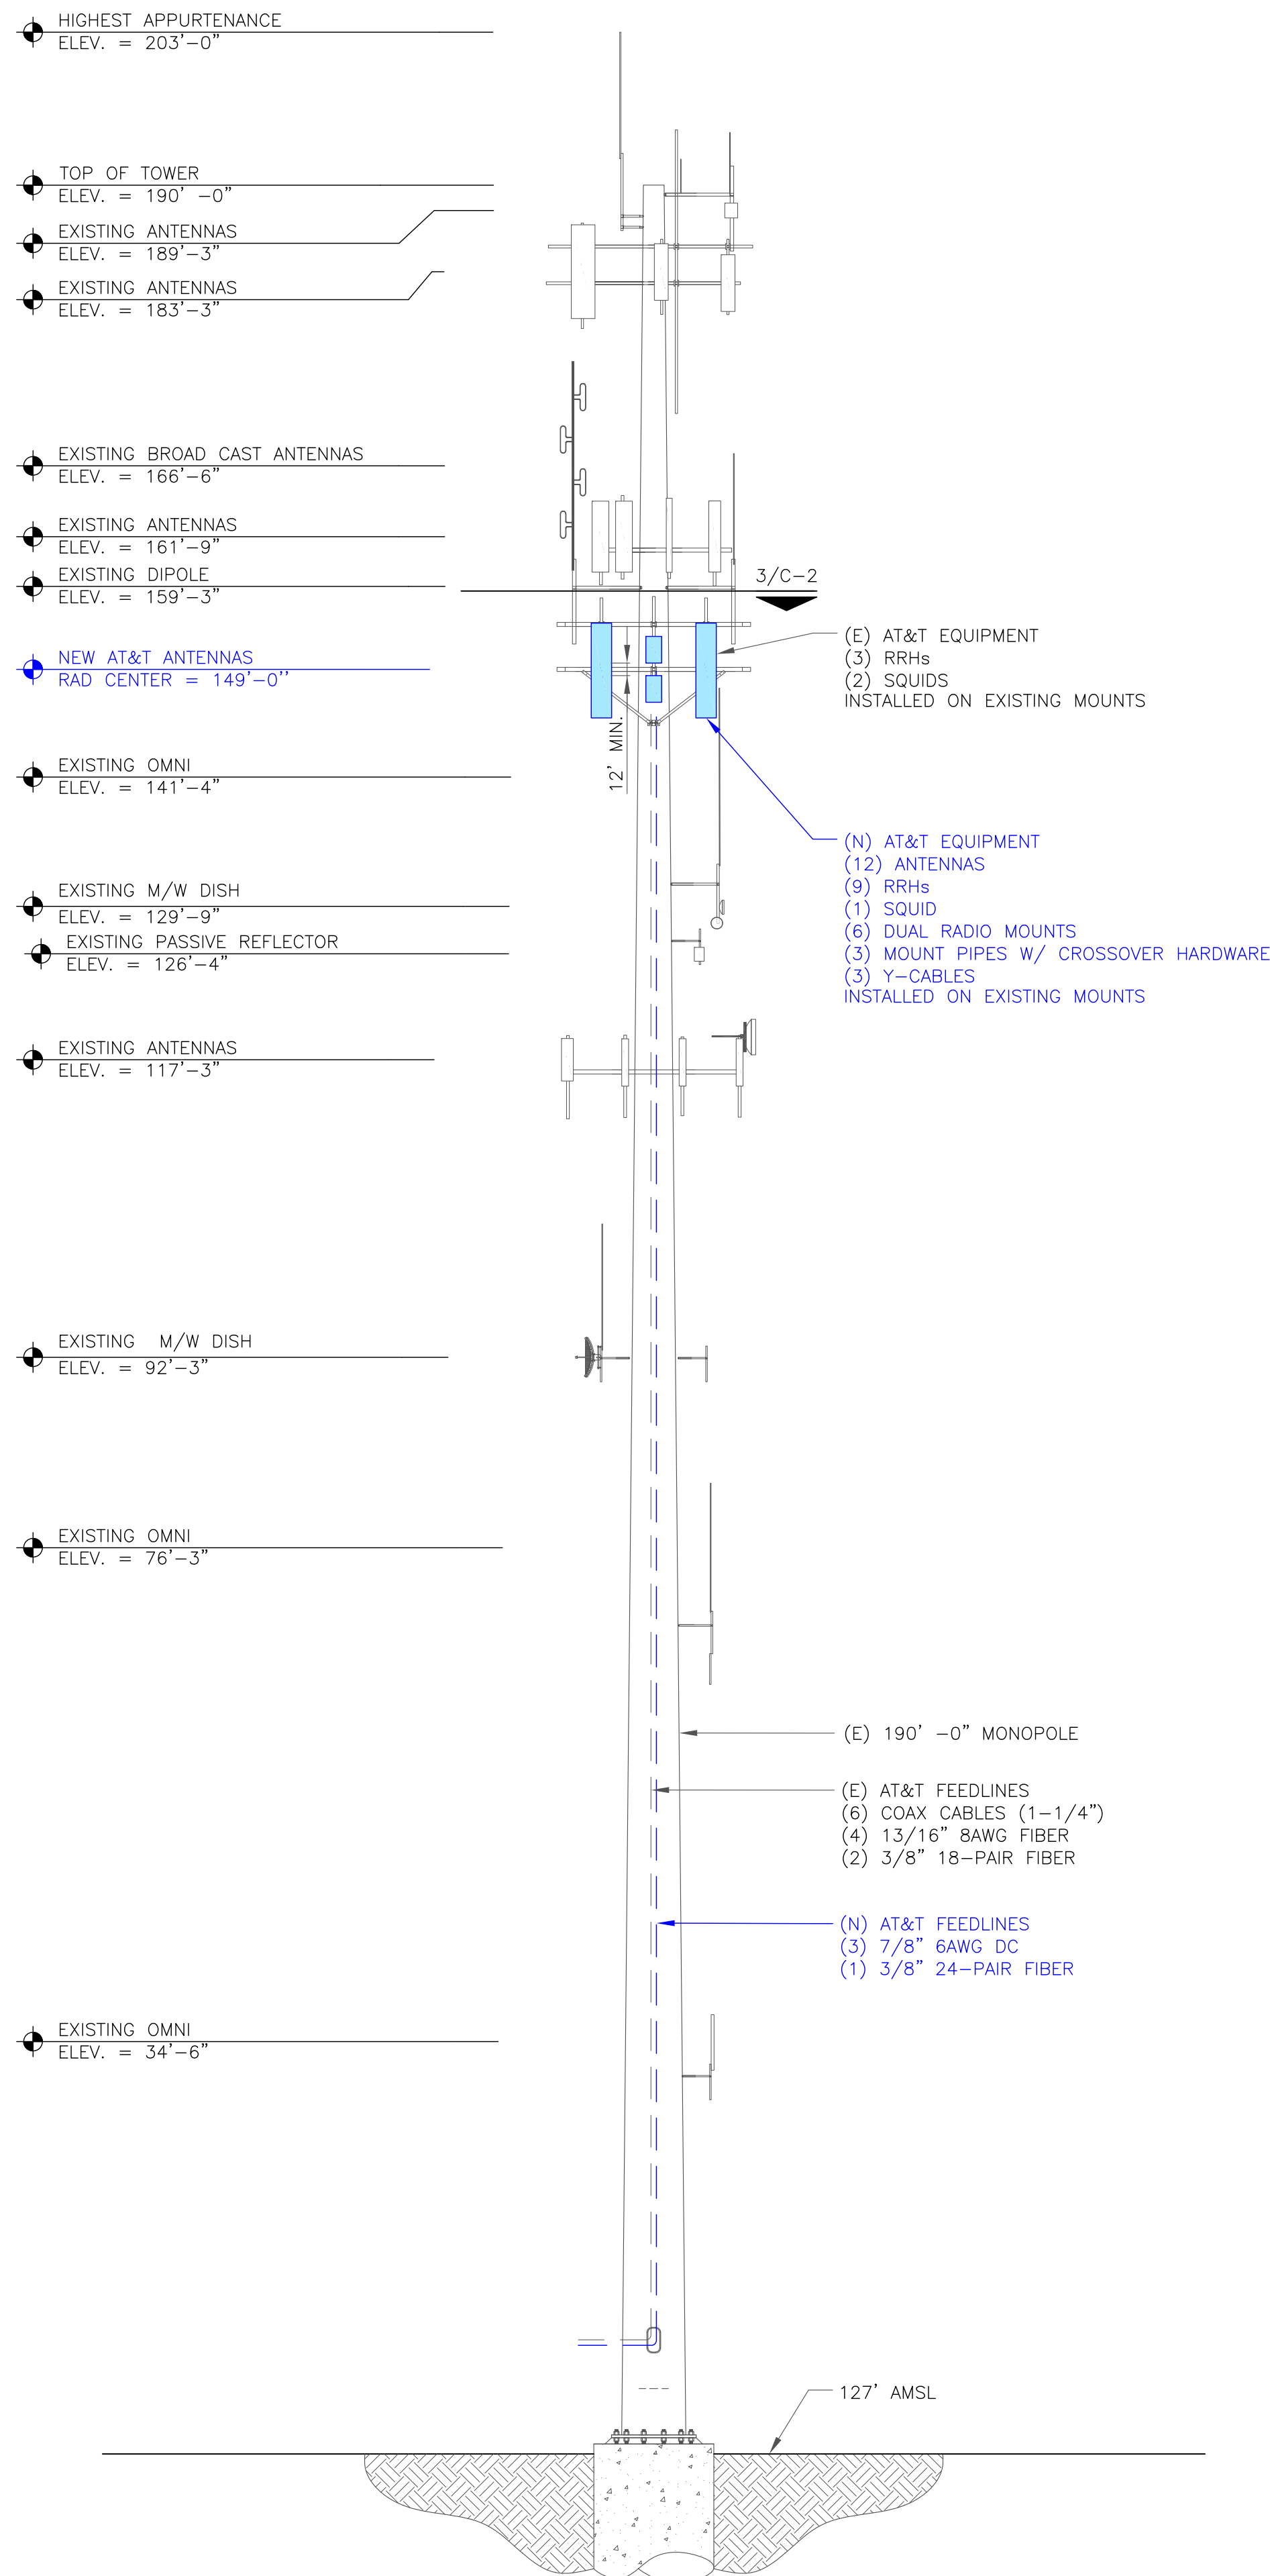 HIGHEST APPURTENANCE
ELEV. = 203'-0"
TOP OF TOWER
ELEV. = 190' -0"
EXISTING ANTENNAS
ELEV. = 189'-3"
EXISTING ANTENNAS
ELEV. = 183'-3"
EXISTING BROAD CAST ANTENNAS
ELEV. = 166'-6"
EXISTING ANTENNAS
ELEV. = 161'-9"
EXISTING DIPOLE
ELEV. = 159'-3"
3/C-2
NEW AT&T ANTENNAS
RAD CENTER = 149'-0''
(E) AT&T EQUIPMENT
(3) RRHs
(2) SQUIDS
INSTALLED ON EXISTING MOUNTS
12' MIN.
EXISTING OMNI
ELEV. = 141'-4"
(N) AT&T EQUIPMENT
(12) ANTENNAS
(9) RRHs
(1) SQUID
(6) DUAL RADIO MOUNTS
(3) MOUNT PIPES W/ CROSSOVER HARDWARE
(3) Y-CABLES
INSTALLED ON EXISTING MOUNTS
EXISTING M/W DISH
ELEV. = 129'-9"
EXISTING PASSIVE REFLECTOR
ELEV. = 126'-4"
EXISTING ANTENNAS
ELEV. = 117'-3"
EXISTING M/W DISH
ELEV. = 92'-3"
EXISTING OMNI
ELEV. = 76'-3"
(E) 190' -0" MONOPOLE
(E) AT&T FEEDLINES
(6) COAX CABLES (1-1/4")
(4) 13/16" 8AWG FIBER
(2) 3/8" 18-PAIR FIBER
(N) AT&T FEEDLINES
(3) 7/8" 6AWG DC
(1) 3/8" 24-PAIR FIBER
EXISTING OMNI
ELEV. = 34'-6"
127' AMSL